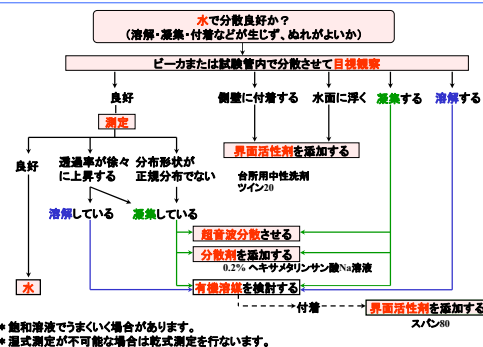 水で分散良好か？
（溶解・凝集・付着などが生じず、ぬれがよいか）
ビーカまたは試験管内で分散させて目視観察
良好
側壁に付着する
水面に浮く
凝集する
溶解する
測定
界面活性剤を添加する
台所用中性洗剤
ツイン20
良好
透過率が徐々
に上昇する
分布形状が
正規分布でない
溶解している
凝集している
超音波分散させる
分散剤を添加する
0.2% ヘキサメタリンサン酸Na溶液
水
有機溶媒を検討する
付着
界面活性剤を添加する
スパン80
* 飽和溶液でうまくいく場合があります。
* 湿式測定が不可能な場合は乾式測定を行ないます。